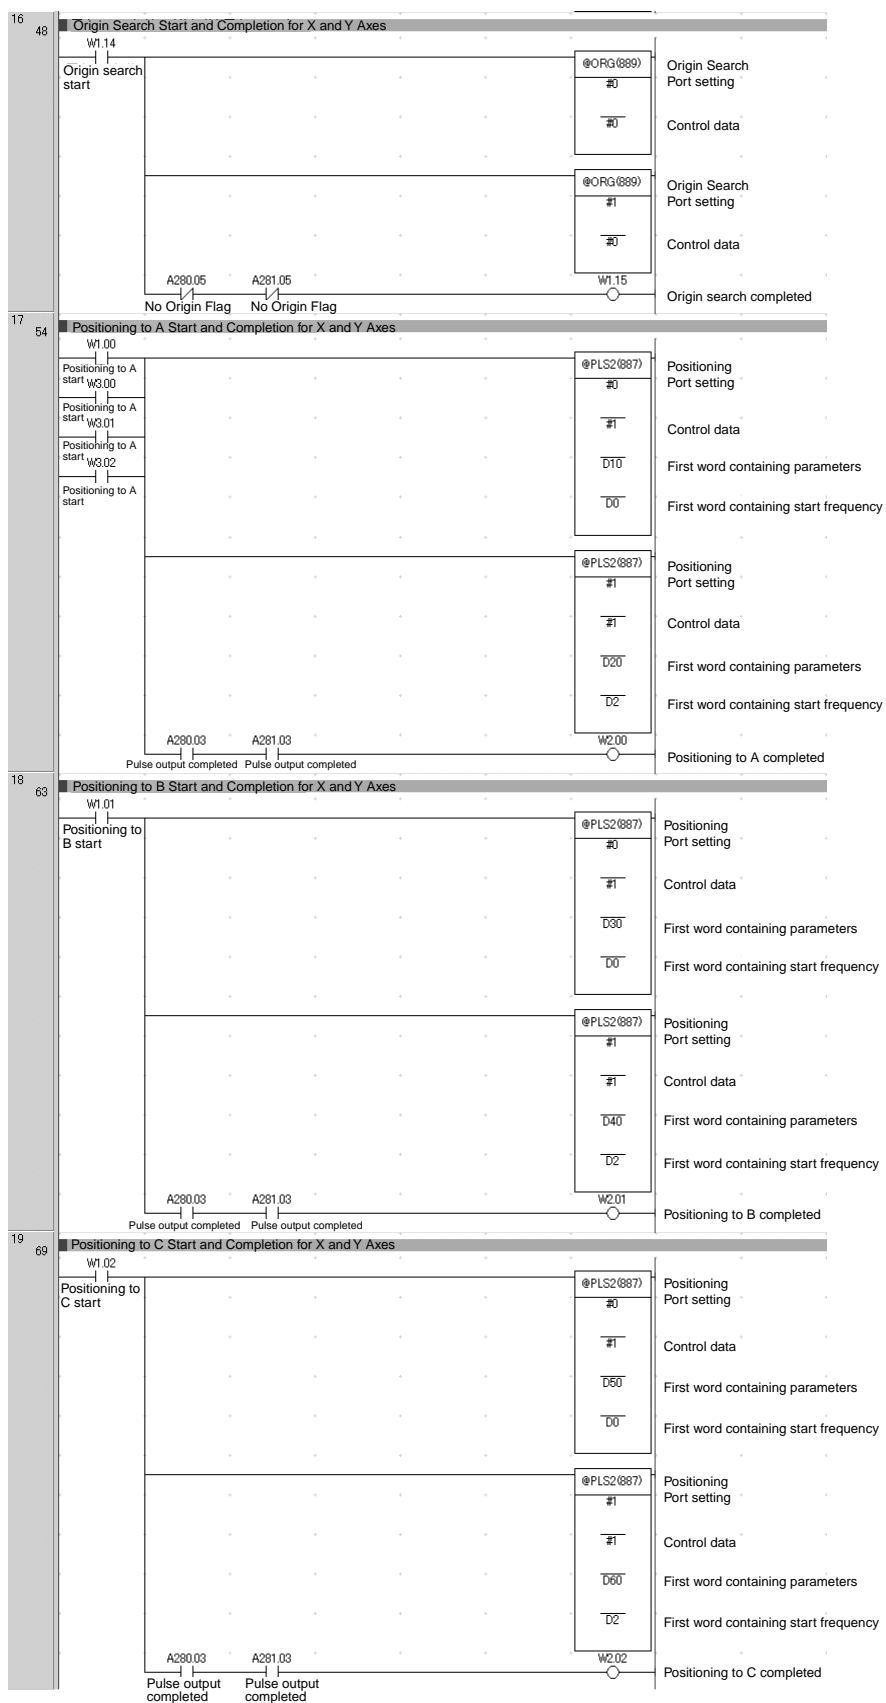 16
48
Origin Search Start and Completion for X and Y Axes
W1.14
Origin search
start
@ORG(889)
#0
#0
Origin Search
Port setting
Control data
@ORG(889)
#1
#0
Origin Search
Port setting
Control data
A280.05
No Origin Flag
A281.05
No Origin Flag
W1.15
Origin search completed
17
54
Positioning to A Start and Completion for X and Y Axes
W1.00
Positioning to A
start
W3.00
Positioning to A
start
W3.01
Positioning to A
start
W3.02
Positioning to A
start
@PLS2(887)
#0
#1
D10
D0
Positioning
Port setting
Control data
First word containing parameters
First word containing start frequency
@PLS2(887)
#1
#1
D20
D2
Positioning
Port setting
Control data
First word containing parameters
First word containing start frequency
A280.03
Pulse output completed
A281.03
Pulse output completed
W2.00
Positioning to A completed
18
63
Positioning to B Start and Completion for X and Y Axes
W1.01
Positioning to
B start
@PLS2(887)
#0
#1
D30
D0
Positioning
Port setting
Control data
First word containing parameters
First word containing start frequency
@PLS2(887)
#1
#1
D40
D2
Positioning
Port setting
Control data
First word containing parameters
First word containing start frequency
A280.03
Pulse output completed
A281.03
Pulse output completed
W2.01
Positioning to B completed
19
69
Positioning to C Start and Completion for X and Y Axes
W1.02
Positioning to
C start
@PLS2(887)
#0
#1
D50
D0
Positioning
Port setting
Control data
First word containing parameters
First word containing start frequency
@PLS2(887)
#1
#1
D60
D2
Positioning
Port setting
Control data
First word containing parameters
First word containing start frequency
A280.03
Pulse output
completed
A281.03
Pulse output
completed
W2.02
Positioning to C completed